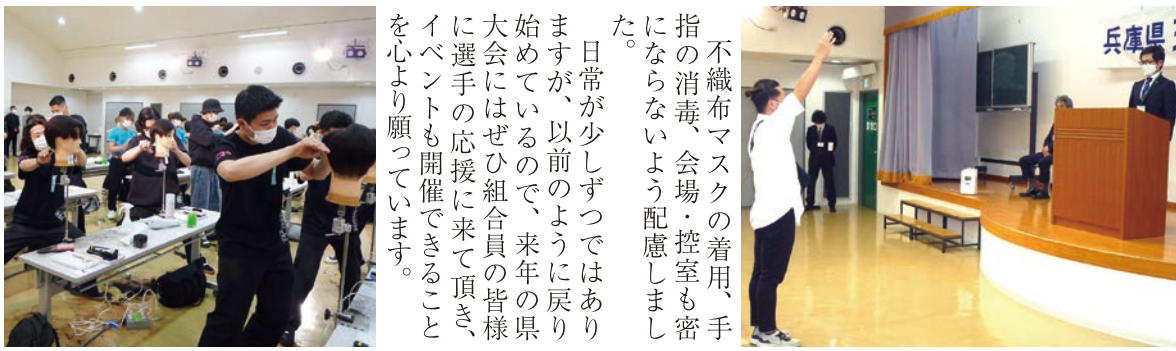 不織布マスクの着用、手
指の消毒、会場・控室も密
にならないよう配慮しまし
た。
日常が少しずつではあり
ますが、以前のように戻り
始めているので、来年の県
大会にはぜひ組合員の皆様
に選手の応援に来て頂き、
イベントも開催できること
を心より願っています。
兵庫県